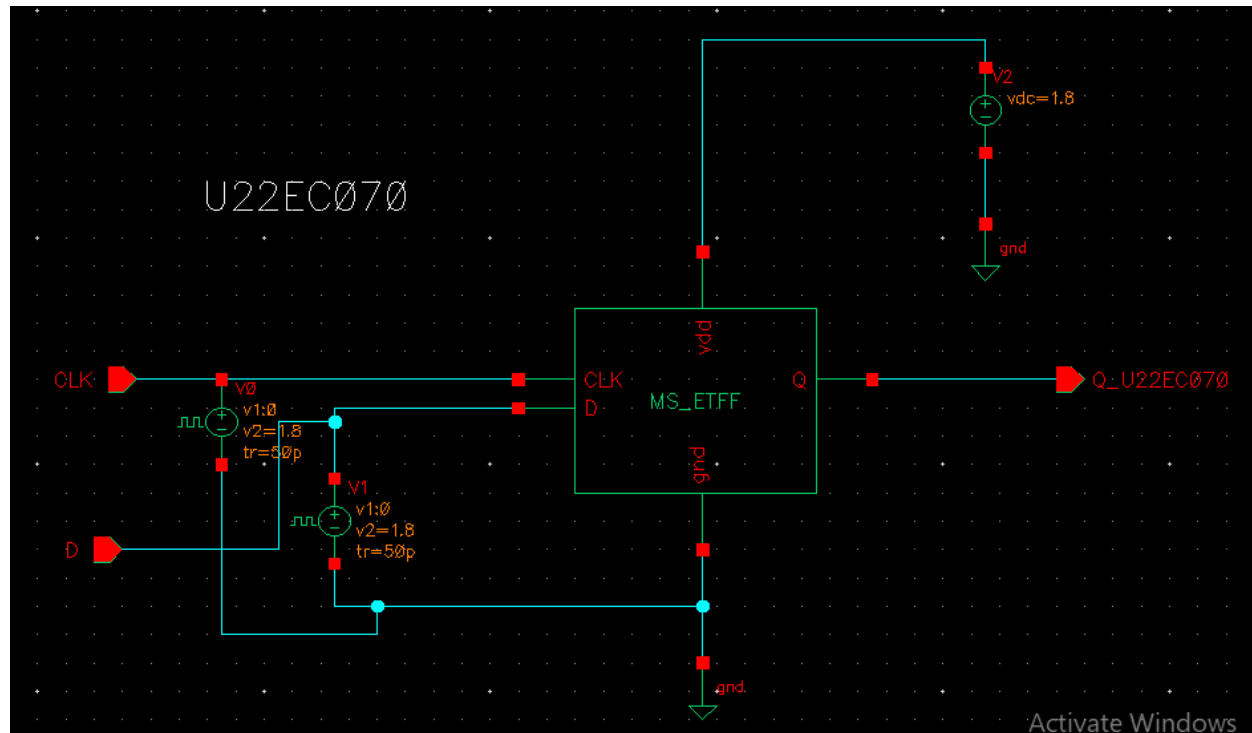 V2
vdc=1.8
U22EC070
gnd
vdd
CLK
V0
CLK
Q
Q_U22EC070
v1:0
D
MS_ETFF
v2=1.8
tr=50p
gnd
V1
v1:0
v2=1.8
D
tr=50p
gnd
Activate Windows